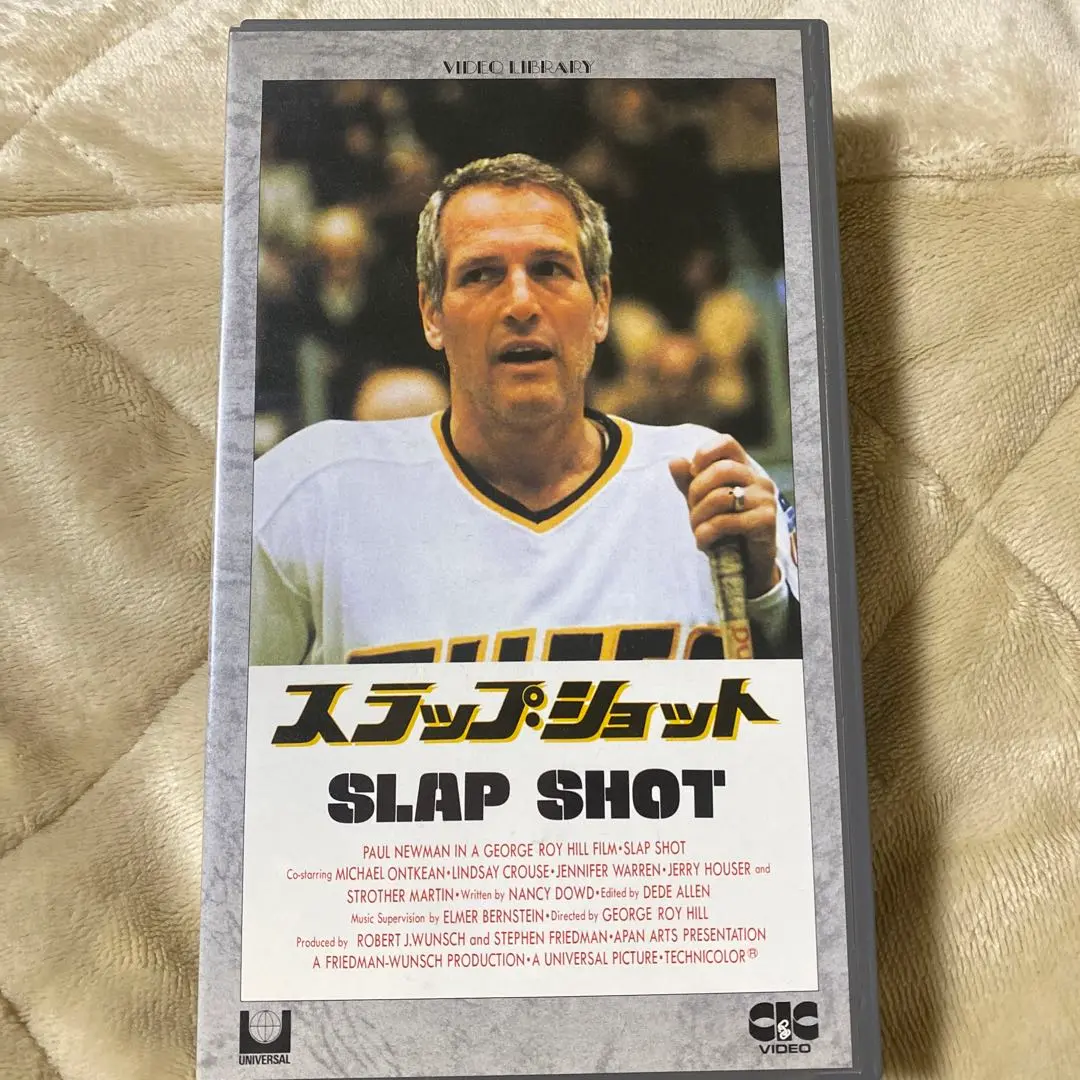 VIDEO LIBRARY
スラップ・ショット
SLAP SHOT
PAUL NEWMAN IN A GEORGE ROY HILL FILM•SLAP SHOT
Co-starring MICHAEL ONTKEAN•LINDSAY CROUSE•JENNIFER WARREN•JERRY HOUSER and
STROTHER MARTIN•Written by NANCY DOWD•Edited by DEDE ALLEN
Music Supervision by ELMER BERNSTEIN•Directed by GEORGE ROY HILL
Produced by ROBERT J.WUNSCH and STEPHEN FRIEDMAN•APAN ARTS PRESENTATION
A FRIEDMAN-WUNSCH PRODUCTION•A UNIVERSAL PICTURE•TECHNICOLOR®
UNIVERSAL
CIC
VIDEO